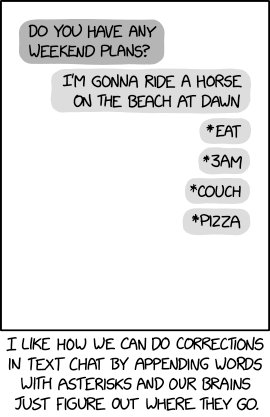 DO YOU HAVE ANY
WEEKEND PLANS?
I'M GONNA RIDE A HORSE
ON THE BEACH AT DAWN
*EAT
*3AM
*COUCH
*PIZZA
I LIKE HOW WE CAN DO CORRECTIONS
IN TEXT CHAT BY APPENDING WORDS
WITH ASTERISKS AND OUR BRAINS
JUST FIGURE OUT WHERE THEY GO.